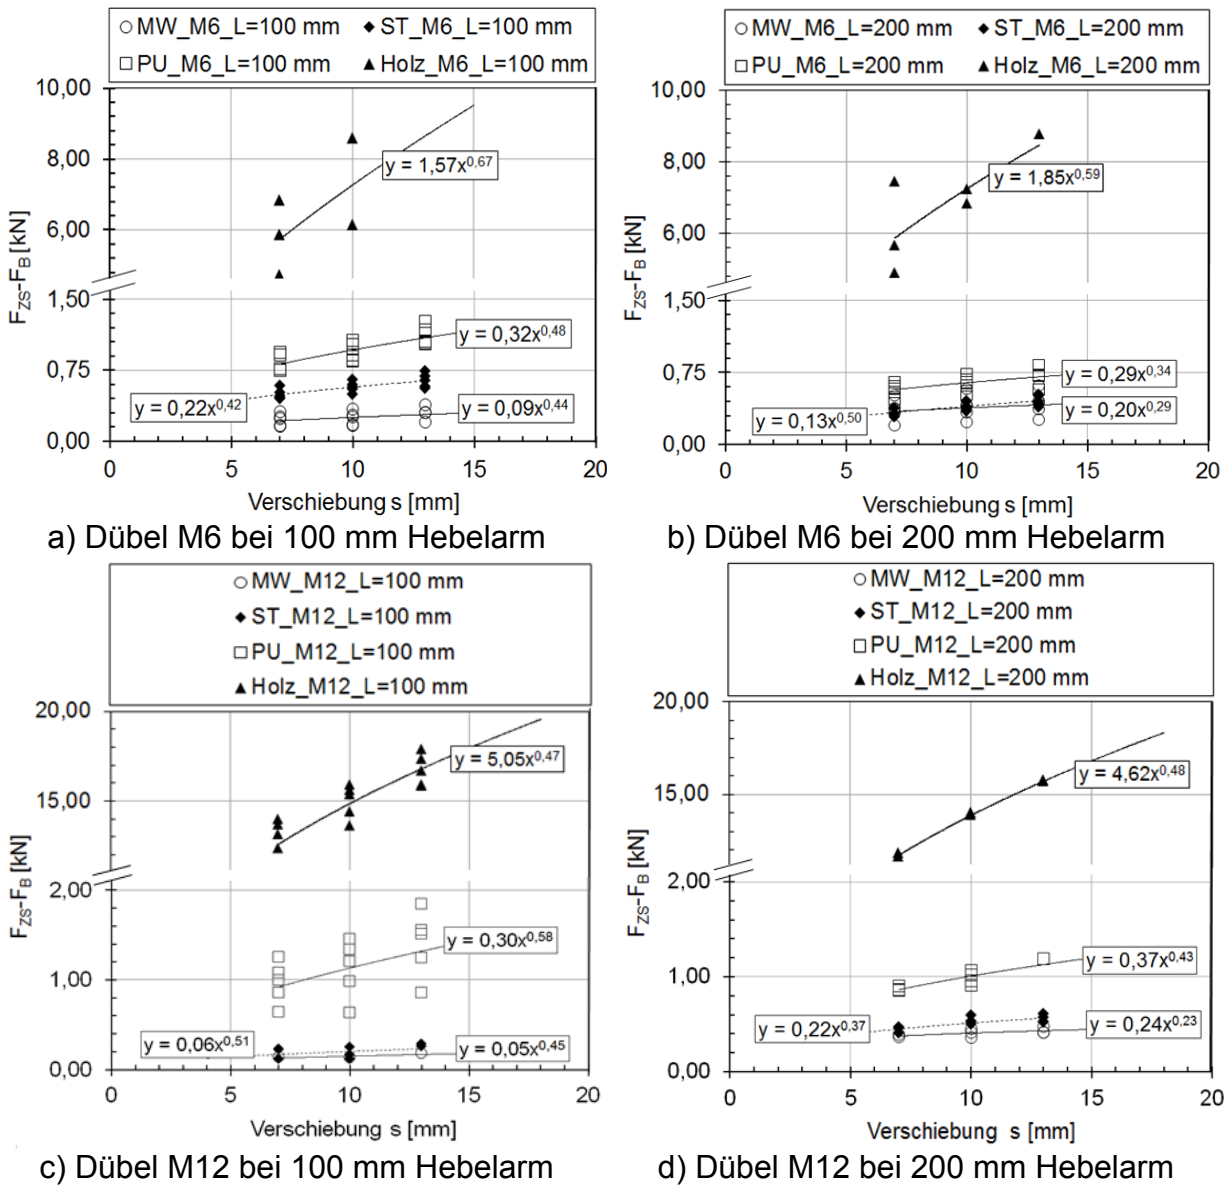 MW_M6_L=100 mm ST_M6_L=100 mm
PU_M6_L=100 mm Holz_M6_L=100 mm
10,00
8,00
6,00
1,50
0,75
0,00
F_ZS-F_B [kN]
y = 1,57x^0,67
y = 0,32x^0,48
y = 0,22x^0,42
y = 0,09x^0,44
0 5 10 15 20
Verschiebung s [mm]
a) Dübel M6 bei 100 mm Hebelarm
MW_M6_L=200 mm ST_M6_L=200 mm
PU_M6_L=200 mm Holz_M6_L=200 mm
10,00
8,00
6,00
1,50
0,75
0,00
F_ZS-F_B [kN]
y = 1,85x^0,59
y = 0,29x^0,34
y = 0,13x^0,50
y = 0,20x^0,29
0 5 10 15 20
Verschiebung s [mm]
b) Dübel M6 bei 200 mm Hebelarm
MW_M12_L=100 mm
ST_M12_L=100 mm
PU_M12_L=100 mm
Holz_M12_L=100 mm
20,00
15,00
2,00
1,00
0,00
F_ZS-F_B [kN]
y = 5,05x^0,47
y = 0,30x^0,58
y = 0,06x^0,51
y = 0,05x^0,45
0 5 10 15 20
Verschiebung s [mm]
c) Dübel M12 bei 100 mm Hebelarm
MW_M12_L=200 mm
ST_M12_L=200 mm
PU_M12_L=200 mm
Holz_M12_L=200 mm
20,00
15,00
2,00
1,00
0,00
F_ZS-F_B [kN]
y = 4,62x^0,48
y = 0,37x^0,43
y = 0,22x^0,37
y = 0,24x^0,23
0 5 10 15 20
Verschiebung s [mm]
d) Dübel M12 bei 200 mm Hebelarm